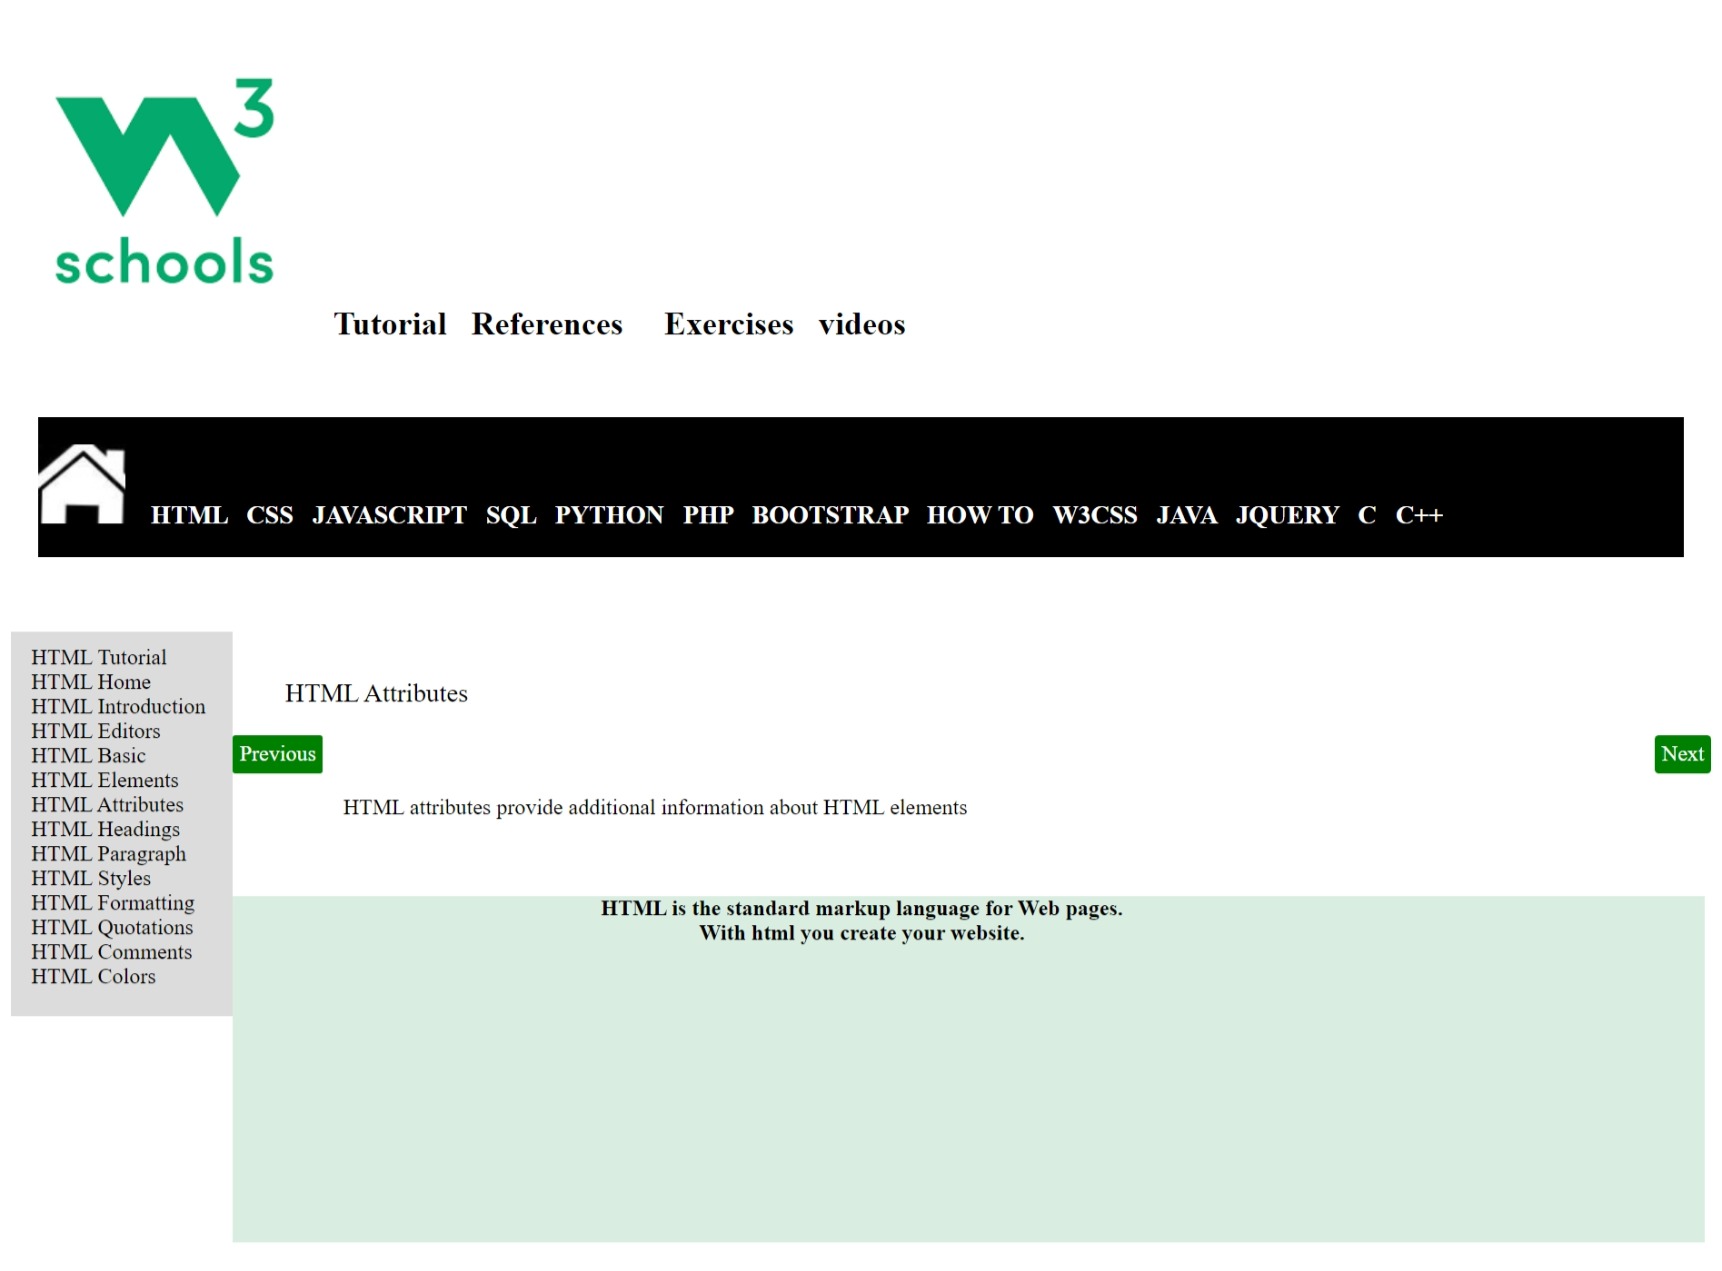 3
schools
Tutorial References Exercises videos
HTML CSS JAVASCRIPT SQL PYTHON PHP BOOTSTRAP HOW TO W3CSS JAVA JQUERY C C++
HTML Tutorial
HTML Home
HTML Introduction
HTML Editors
HTML Basic
HTML Elements
HTML Attributes
HTML Headings
HTML Paragraph
HTML Styles
HTML Formatting
HTML Quotations
HTML Comments
HTML Colors
HTML Attributes
Previous
Next
HTML attributes provide additional information about HTML elements
HTML is the standard markup language for Web pages.
With html you create your website.